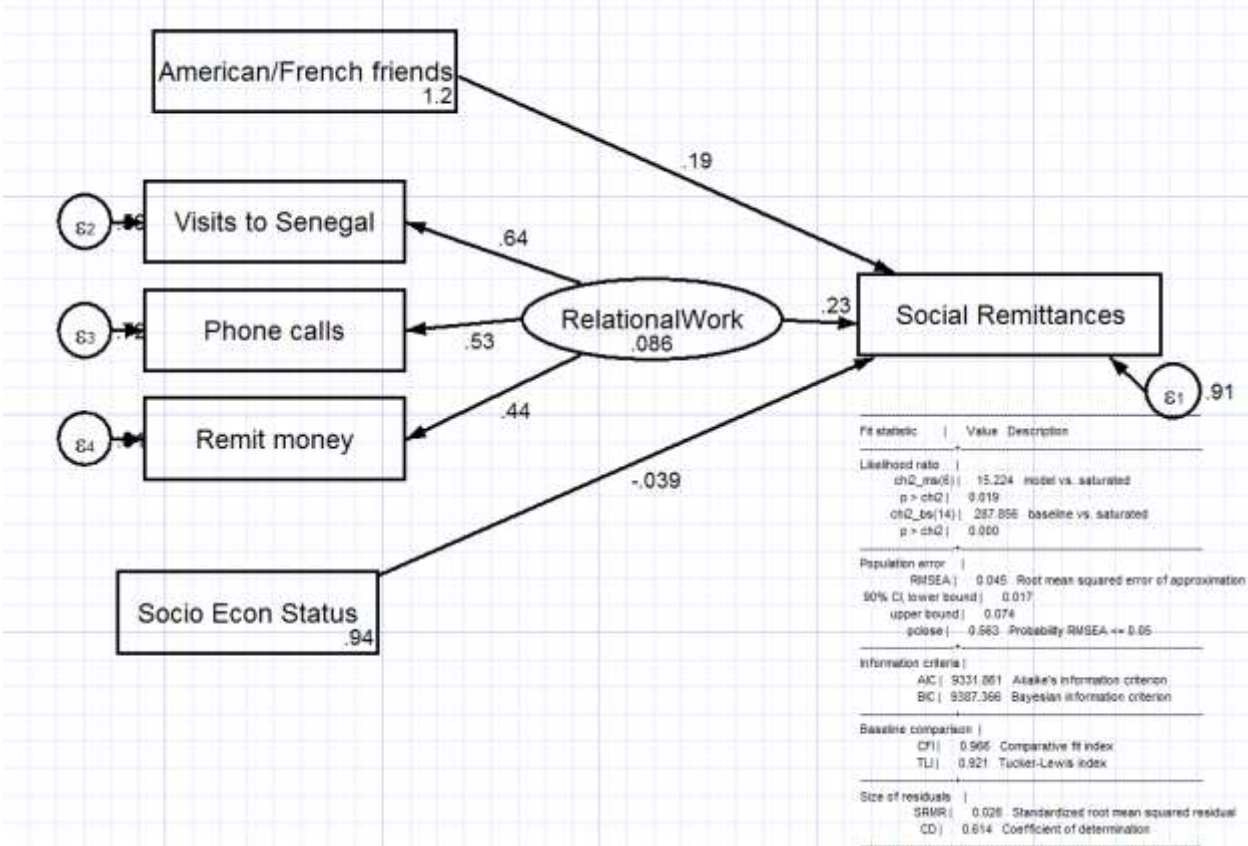 American/French friends
1.2
.19
ε2
Visits to Senegal
.64
ε3
Phone calls
.53
RelationalWork
.086
.23
Social Remittances
ε1
.91
ε4
Remit money
.44
-.039
Socio Econ Status
.94
Fit statistic | Value Description
Likelihood ratio |
chi2_ms(6) | 15.224 model vs. saturated
p > chi2 | 0.019
chi2_bs(14) | 287.856 baseline vs. saturated
p > chi2 | 0.000
Population error |
RMSEA | 0.045 Root mean squared error of approximation
90% CI, lower bound | 0.017
upper bound | 0.074
pclose | 0.563 Probability RMSEA <= 0.05
Information criteria |
AIC | 9331.861 Akaike's information criterion
BIC | 9387.366 Bayesian information criterion
Baseline comparison |
CFI | 0.966 Comparative fit index
TLI | 0.921 Tucker-Lewis index
Size of residuals |
SRMR | 0.026 Standardized root mean squared residual
CD | 0.614 Coefficient of determination